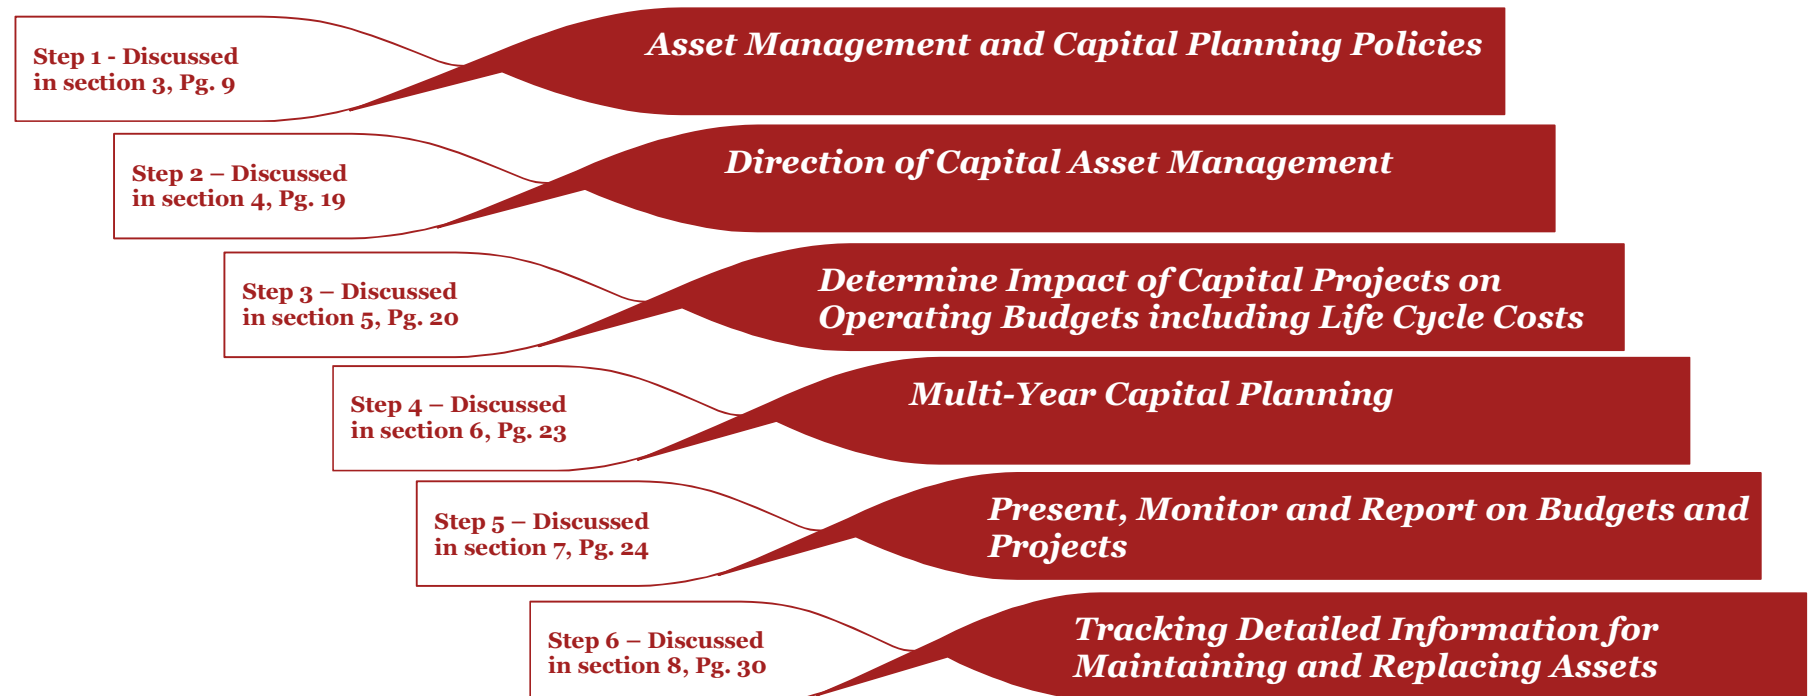 Step 1 - Discussed
in section 3, Pg. 9
Asset Management and Capital Planning Policies
Step 2 – Discussed
in section 4, Pg. 19
Direction of Capital Asset Management
Step 3 – Discussed
in section 5, Pg. 20
Determine Impact of Capital Projects on
Operating Budgets including Life Cycle Costs
Step 4 – Discussed
in section 6, Pg. 23
Multi-Year Capital Planning
Step 5 – Discussed
in section 7, Pg. 24
Present, Monitor and Report on Budgets and
Projects
Step 6 – Discussed
in section 8, Pg. 30
Tracking Detailed Information for
Maintaining and Replacing Assets